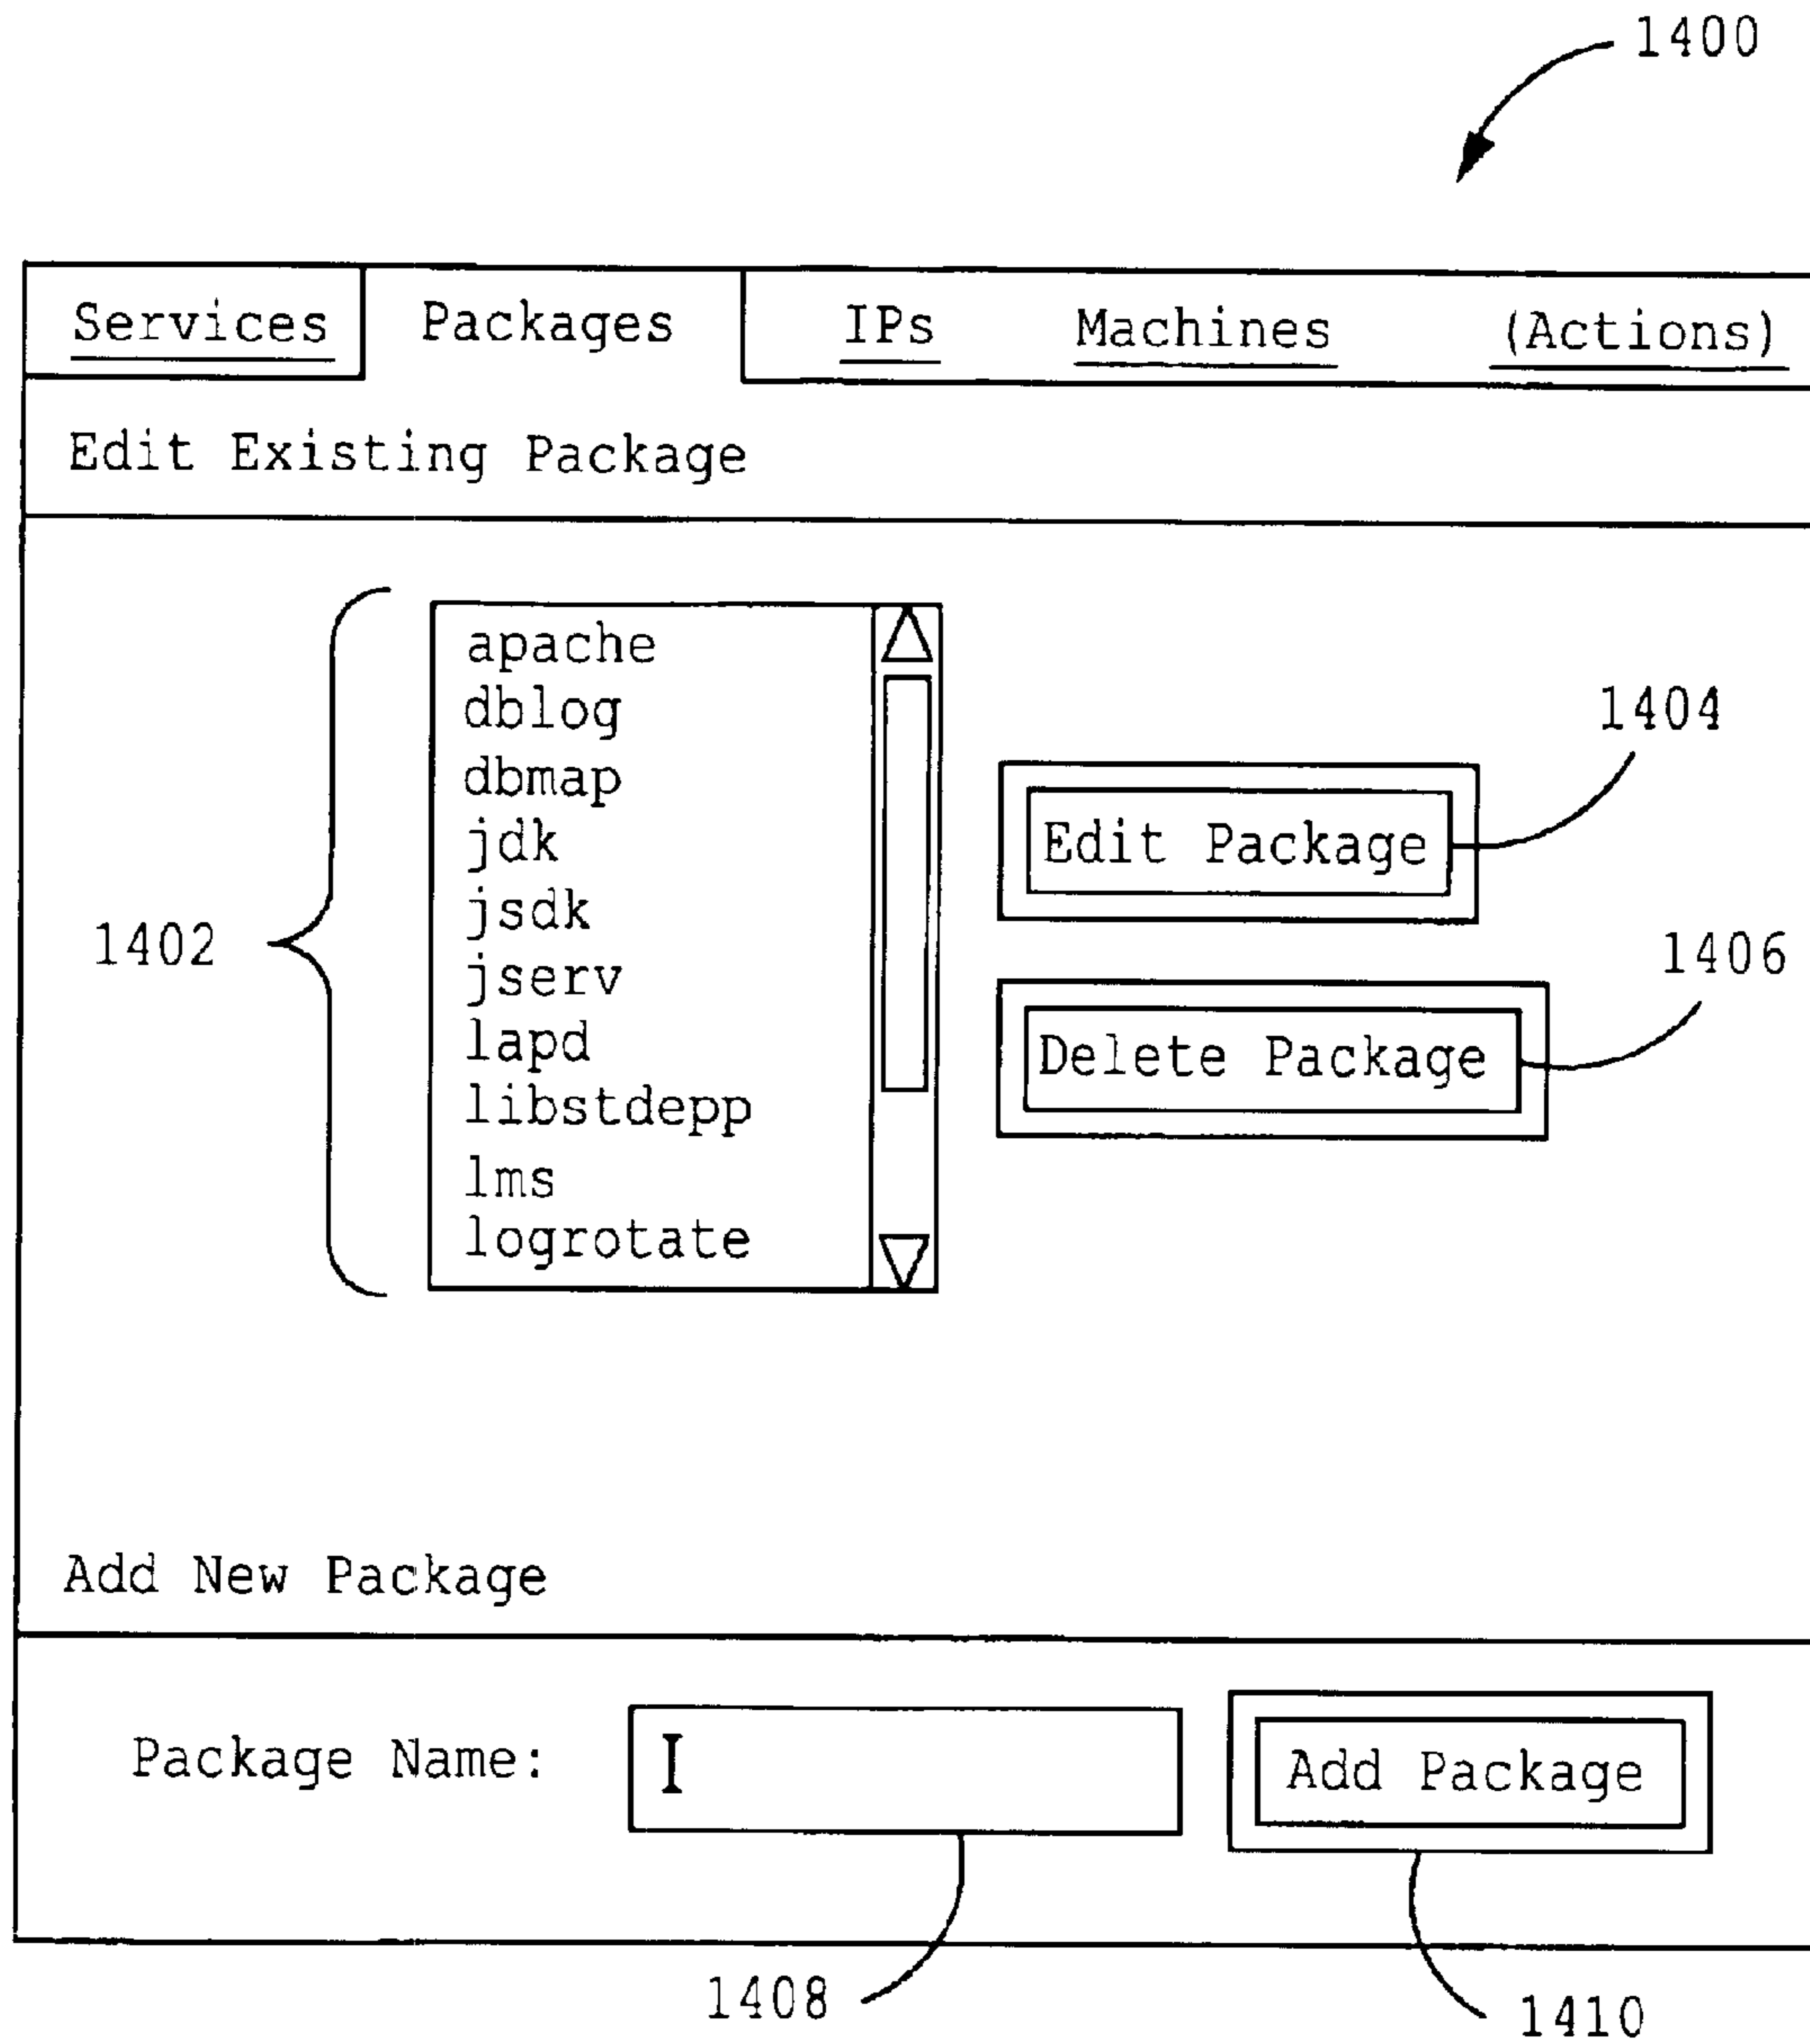 1400
Services Packages IPs Machines (Actions)
Edit Existing Package
apache
dblog
dbmap
jdk
jsdk
jserv
lapd
libstdepp
lms
logrotate
1402
1404
Edit Package
1406
Delete Package
Add New Package
Package Name: Add Package
1408
1410